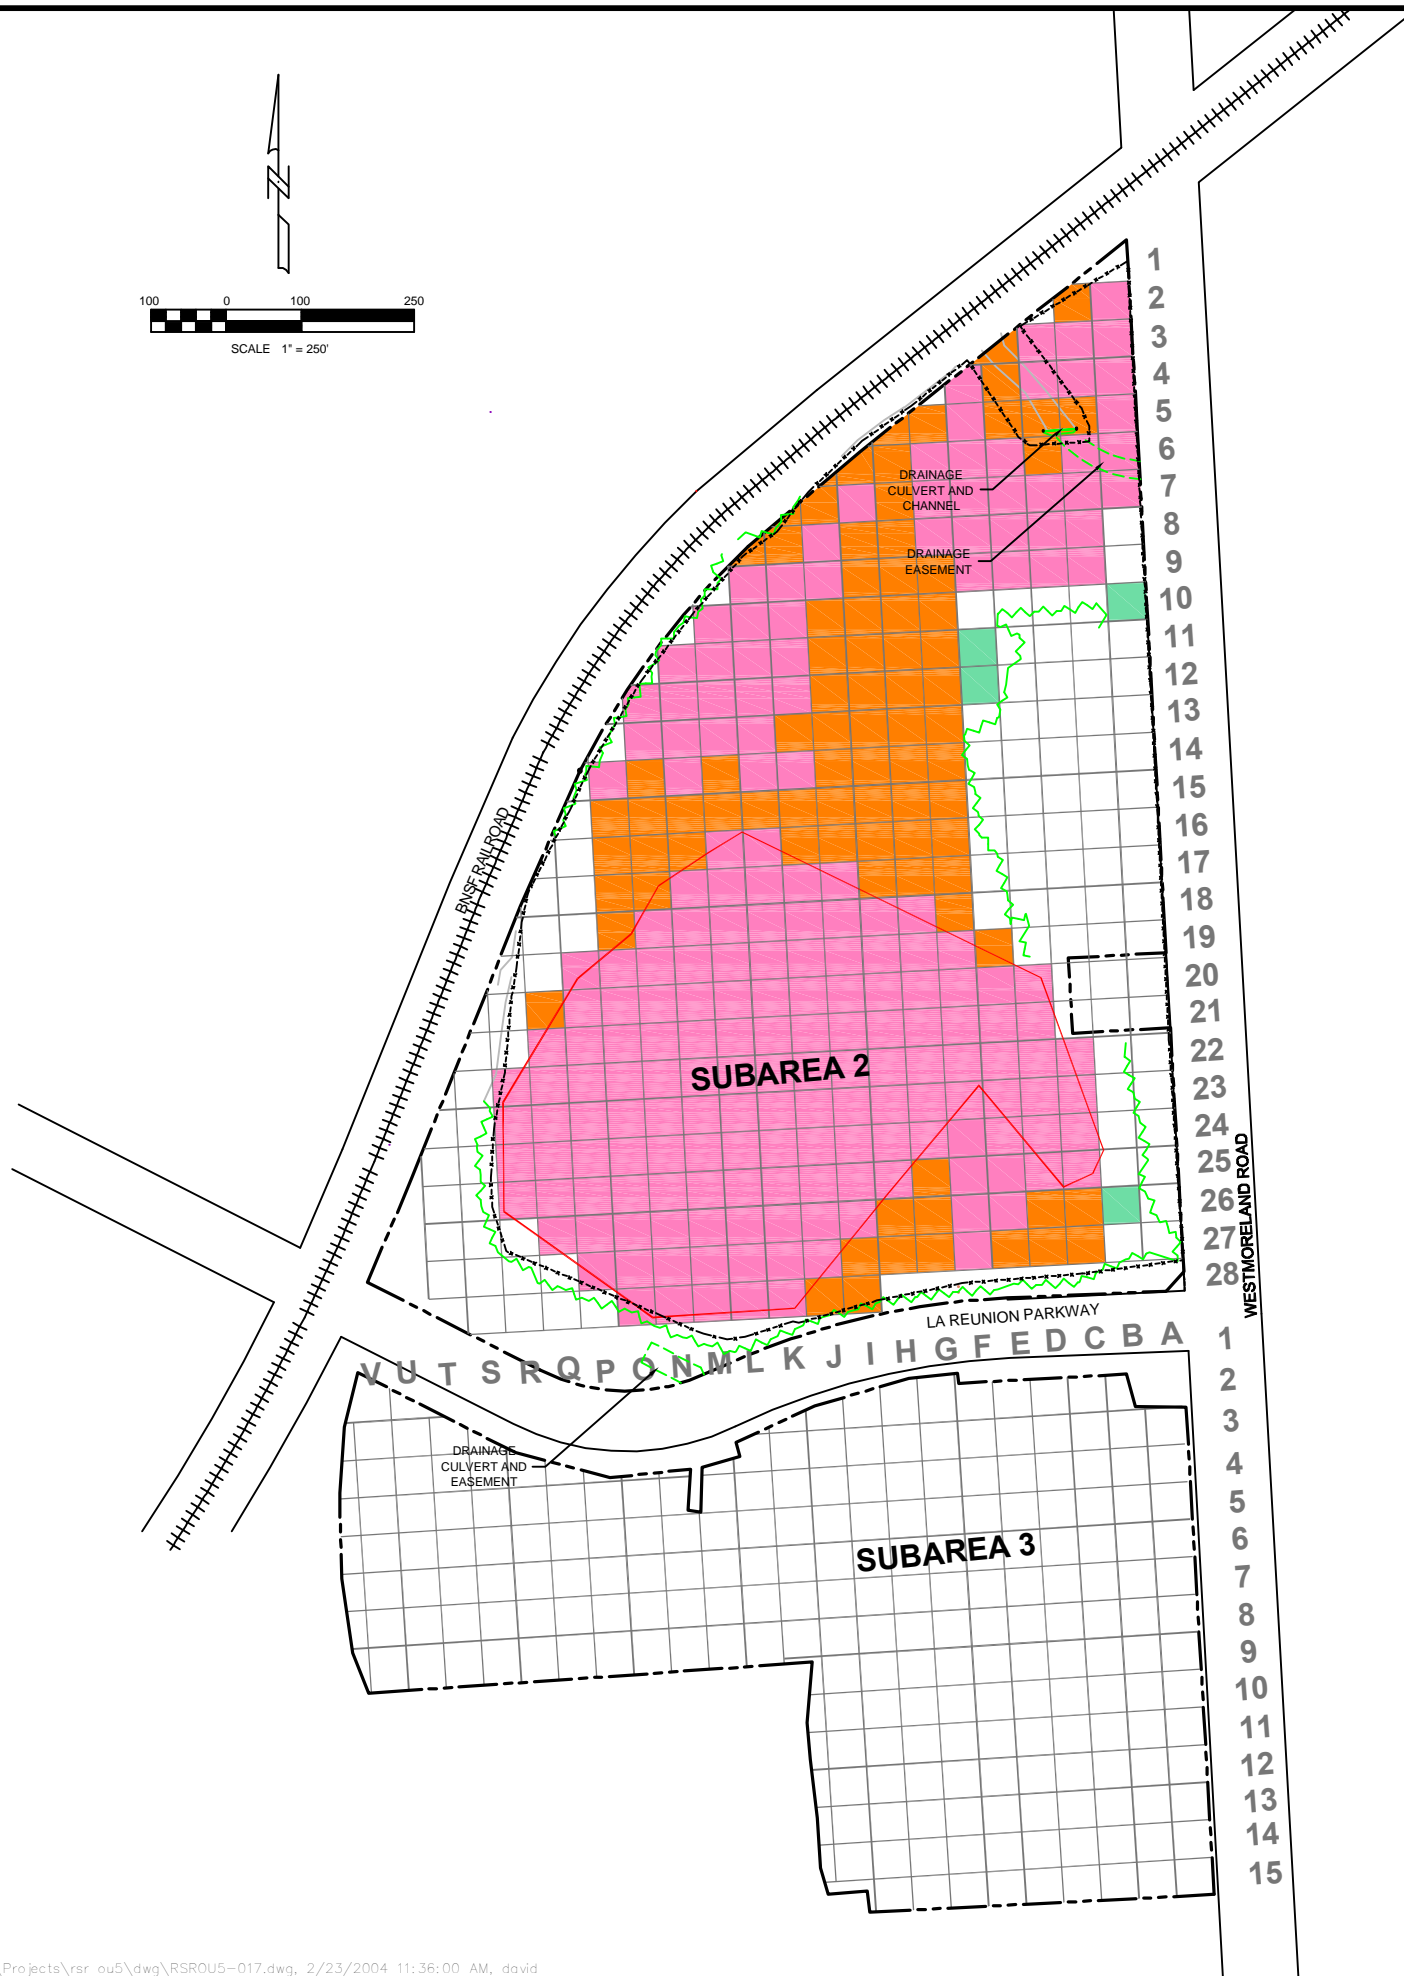 N
100 0 100 250
SCALE 1" = 250'
1
2
3
4
5
6
7
8
9
10
11
12
13
14
15
16
17
18
19
20
21
22
23
24
25
26
27
28
DRAINAGE
CULVERT AND
CHANNEL
DRAINAGE
EASEMENT
BNSF RAILROAD
SUBAREA 2
WESTMORELAND ROAD
LA REUNION PARKWAY
V U T S R Q P O N M L K J I H G F E D C B A
1
2
3
4
5
6
7
8
9
10
11
12
13
14
15
DRAINAGE
CULVERT AND
EASEMENT
SUBAREA 3
Projects\rsr ou5\dwg\RSROU5-017.dwg, 2/23/2004 11:36:00 AM, david